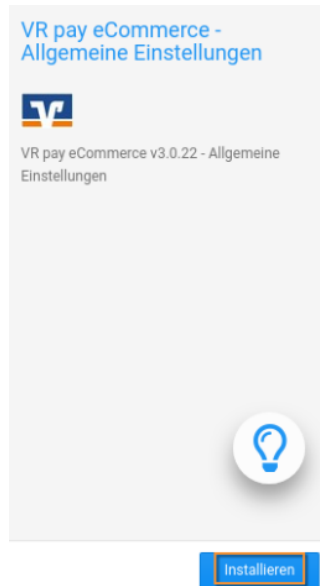 VR pay eCommerce -
Allgemeine Einstellungen
VR pay eCommerce v3.0.22 - Allgemeine
Einstellungen
Installieren